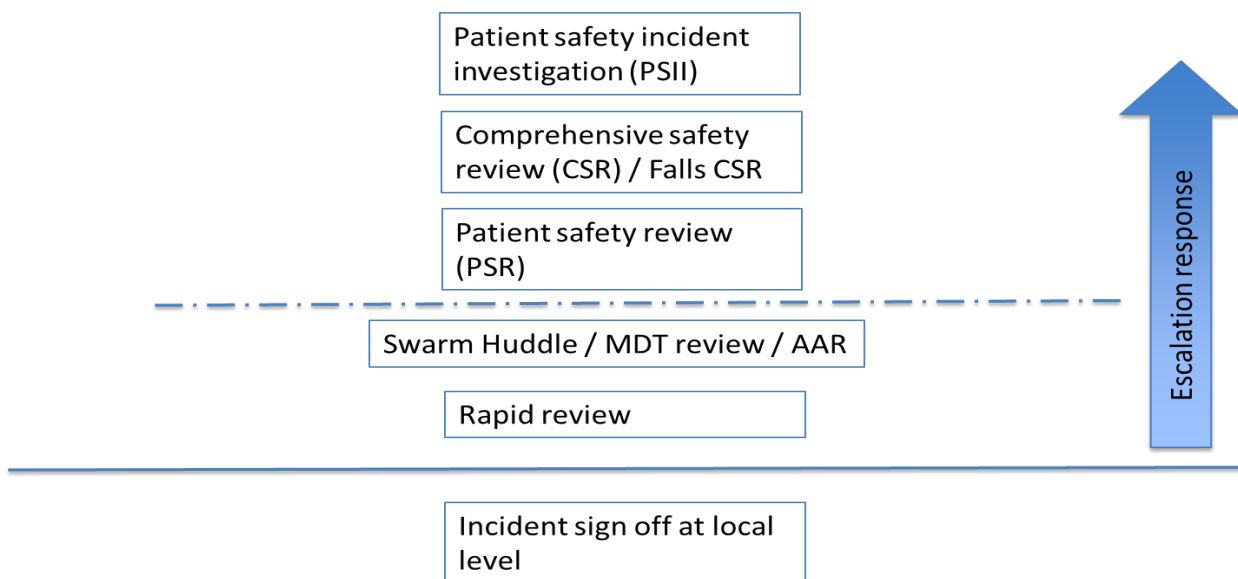 Patient safety incident
investigation (PSII)
Comprehensive safety
review (CSR) / Falls CSR
Patient safety review
(PSR)
Swarm Huddle / MDT review / AAR
Rapid review
Incident sign off at local
level
Escalation response